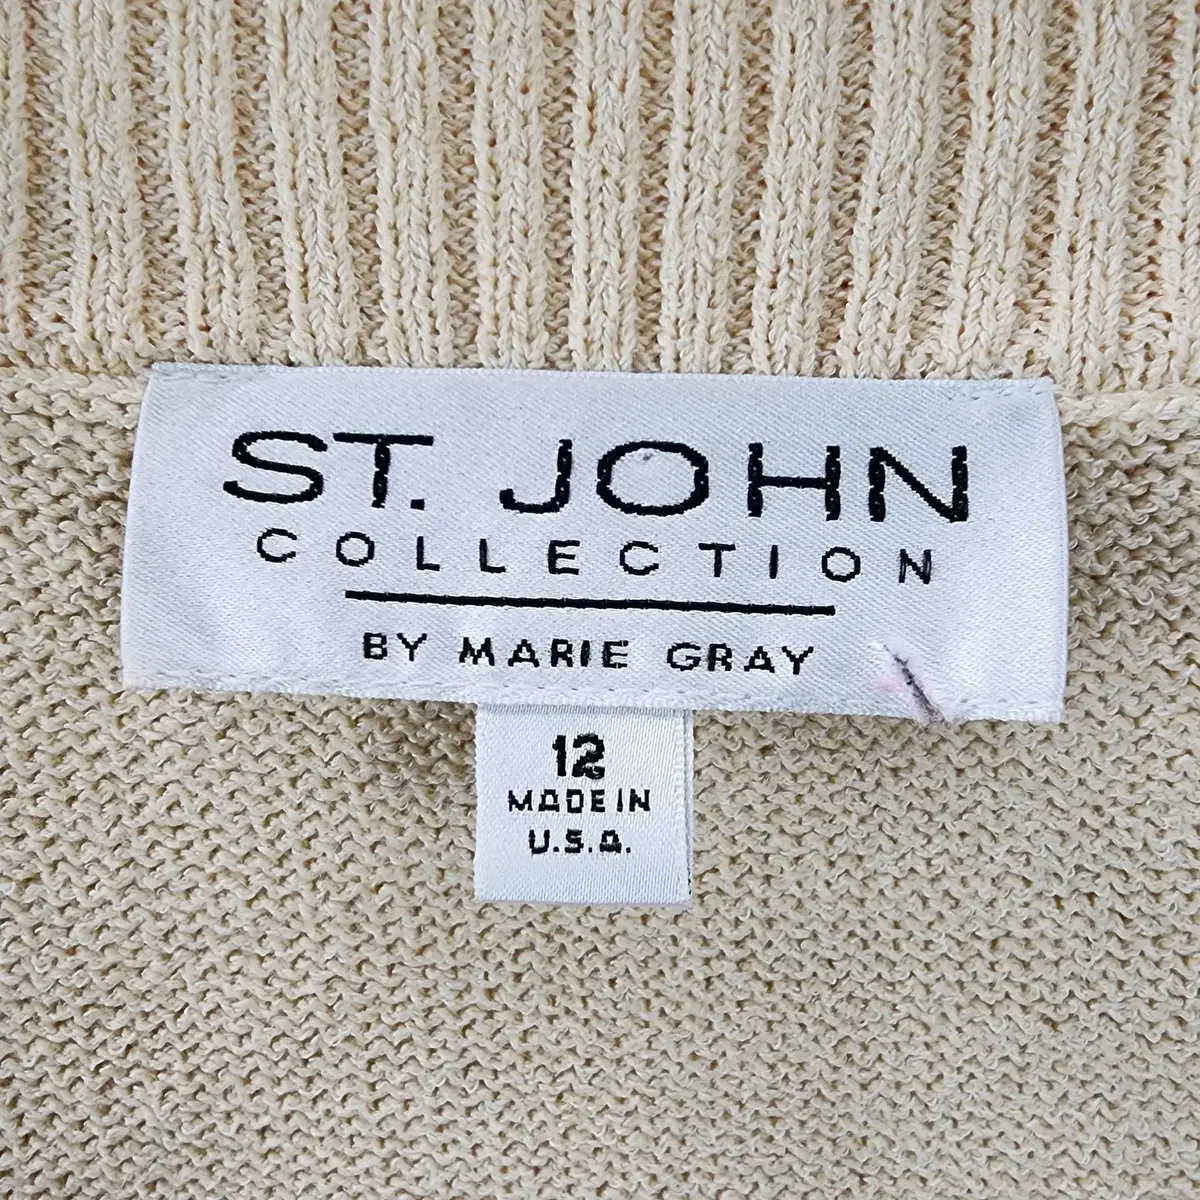 ST. JOHN
COLLECTION
BY MARIE GRAY
12
MADE IN
U.S.A.